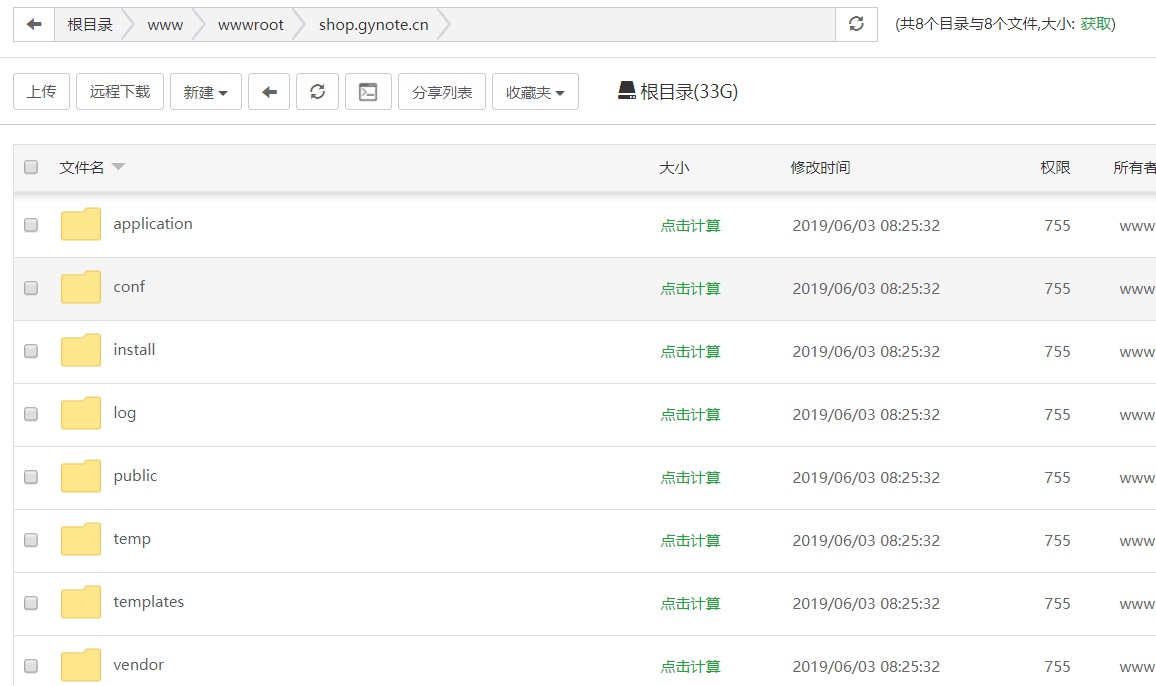 根目录 www wwwroot shop.gynote.cn (共8个目录与8个文件,大小: 获取)
上传 远程下载 新建 分享列表 收藏夹 根目录(33G)
文件名 大小 修改时间 权限 所有者
application 点击计算 2019/06/03 08:25:32 755 www
conf 点击计算 2019/06/03 08:25:32 755 www
install 点击计算 2019/06/03 08:25:32 755 www
log 点击计算 2019/06/03 08:25:32 755 www
public 点击计算 2019/06/03 08:25:32 755 www
temp 点击计算 2019/06/03 08:25:32 755 www
templates 点击计算 2019/06/03 08:25:32 755 www
vendor 点击计算 2019/06/03 08:25:32 755 www